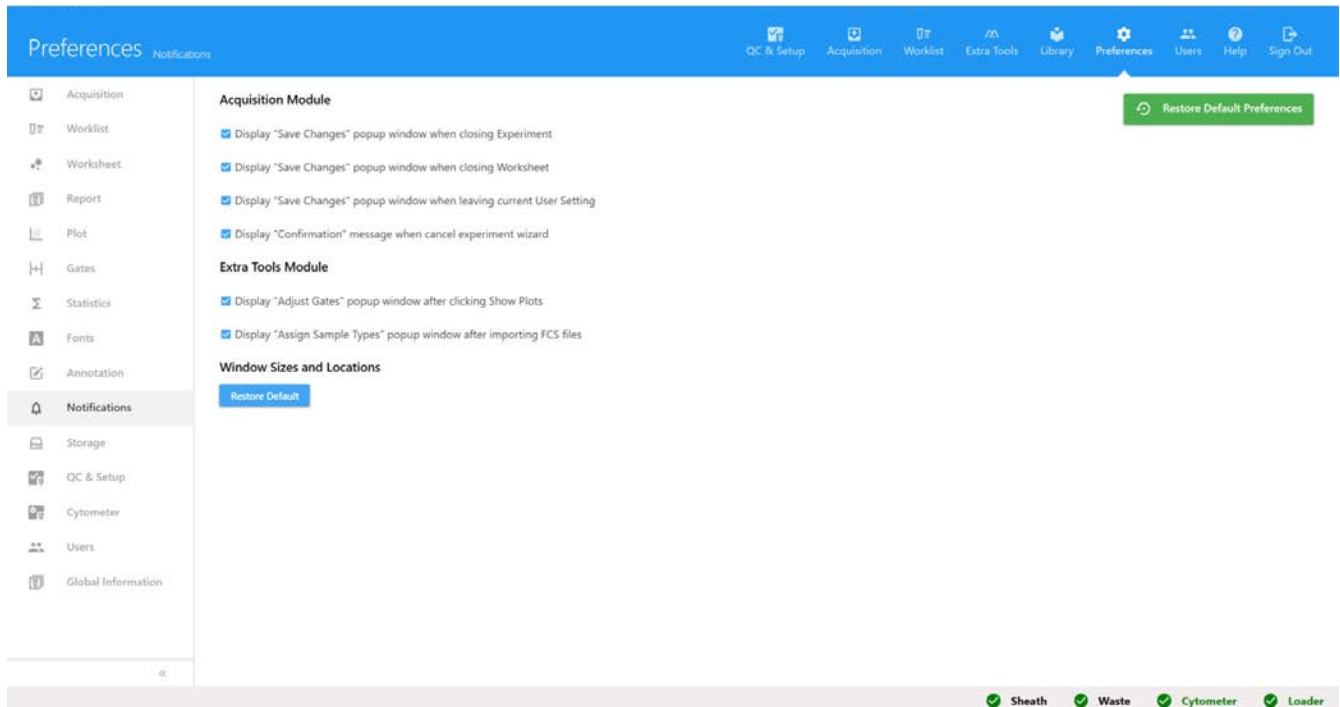 Preferences Notifications
QC & Setup
Acquisition
Worklist
Extra Tools
Library
Preferences
Users
Help
Sign Out
Acquisition
Worklist
Worksheet
Report
Plot
Gates
Statistics
Fonts
Annotation
Notifications
Storage
QC & Setup
Cytometer
Users
Global Information
Restore Default Preferences
Acquisition Module
Display "Save Changes" popup window when closing Experiment
Display "Save Changes" popup window when closing Worksheet
Display "Save Changes" popup window when leaving current User Setting
Display "Confirmation" message when cancel experiment wizard
Extra Tools Module
Display "Adjust Gates" popup window after clicking Show Plots
Display "Assign Sample Types" popup window after importing FCS files
Window Sizes and Locations
Restore Default
Sheath
Waste
Cytometer
Loader